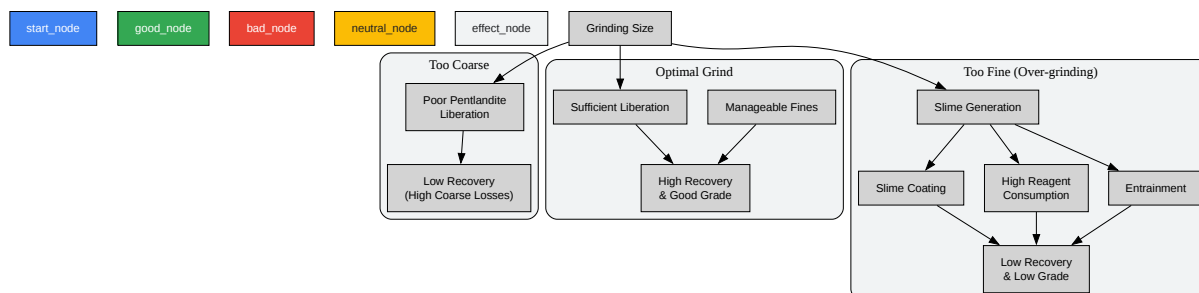 start_node
good_node
bad_node
neutral_node
effect_node
Grinding Size
Too Coarse
Poor Pentlandite
Liberation
Low Recovery
(High Coarse Losses)
Optimal Grind
Sufficient Liberation
Manageable Fines
High Recovery
& Good Grade
Too Fine (Over-grinding)
Slime Generation
Slime Coating
High Reagent
Consumption
Entrainment
Low Recovery
& Low Grade